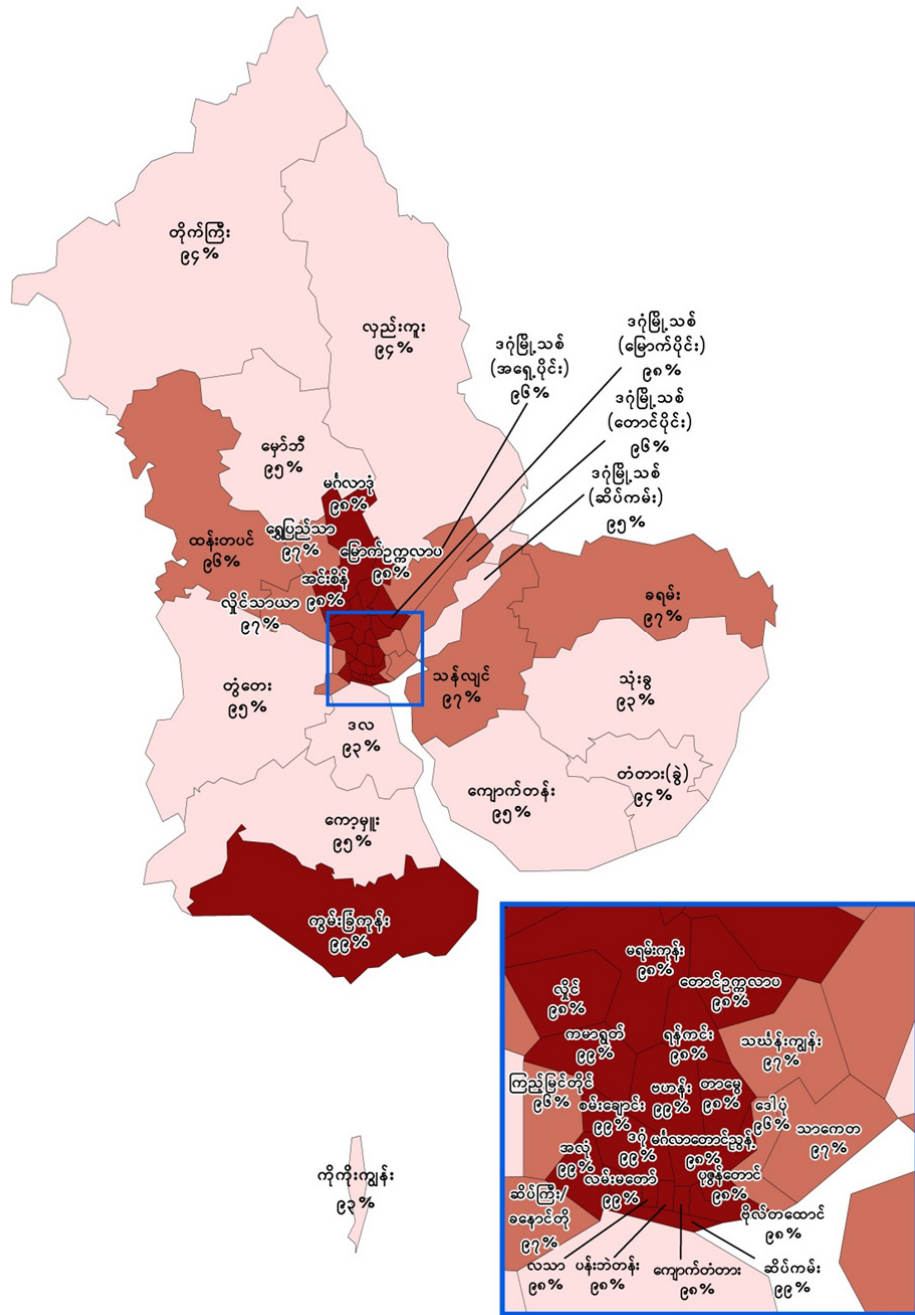 တိုက်ကြီး
၉၄%
လှည်းကူး
၉၄%
ဒဂုံမြို့သစ်
(မြောက်ပိုင်း)
၉၈%
ဒဂုံမြို့သစ်
(အရှေ့ပိုင်း)
၉၆%
ဒဂုံမြို့သစ်
(တောင်ပိုင်း)
၉၆%
ဒဂုံမြို့သစ်
(ဆိပ်ကမ်း)
၉၅%
မှော်ဘီ
၉၅%
မင်္ဂလာဒုံ
၉၈%
ရွှေပြည်သာ
၉၇%
ထန်းတပင်
၉၆%
မြောက်ဥက္ကလာပ
၉၈%
အင်းစိန်
၉၈%
လှိုင်သာယာ
၉၇%
ခရမ်း
၉၇%
သန်လျင်
၉၇%
သုံးခွ
၉၃%
တွံတေး
၉၅%
ဒလ
၉၃%
တံတား(ခွဲ)
၉၄%
ကျောက်တန်း
၉၅%
ကော့မှူး
၉၅%
ကွမ်းခြံကုန်း
၉၉%
ကိုကိုးကျွန်း
၉၃%
မရမ်းကုန်း
၉၈%
တောင်ဥက္ကလာပ
၉၈%
လှိုင်
၉၈%
ကမာရွတ်
၉၉%
ရန်ကင်း
၉၈%
သင်္ဃန်းကျွန်း
၉၇%
ကြည့်မြင်တိုင်
၉၆%
စမ်းချောင်း
၉၉%
ဗဟန်း
၉၉%
တာမွေ
၉၈%
ဒေါပုံ
၉၆%
သာကေတ
၉၇%
အလုံ
၉၉%
ဒဂုံ
၉၉%
မင်္ဂလာတောင်ညွန့်
၉၈%
လမ်းမတော်
၉၉%
ပုဇွန်တောင်
၉၈%
ဆိပ်ကြီး/
ခနောင်တို
၉၇%
ဗိုလ်တထောင်
၉၈%
လသာ
၉၈%
ပန်းဘဲတန်း
၉၈%
ကျောက်တံတား
၉၈%
ဆိပ်ကမ်း
၉၉%